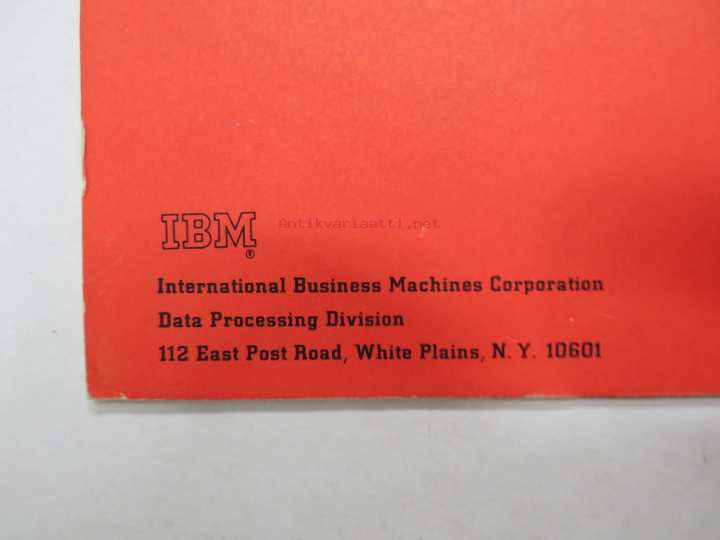 IBM® Antikvariaatti.net
International Business Machines Corporation
Data Processing Division
112 East Post Road, White Plains, N. Y. 10601